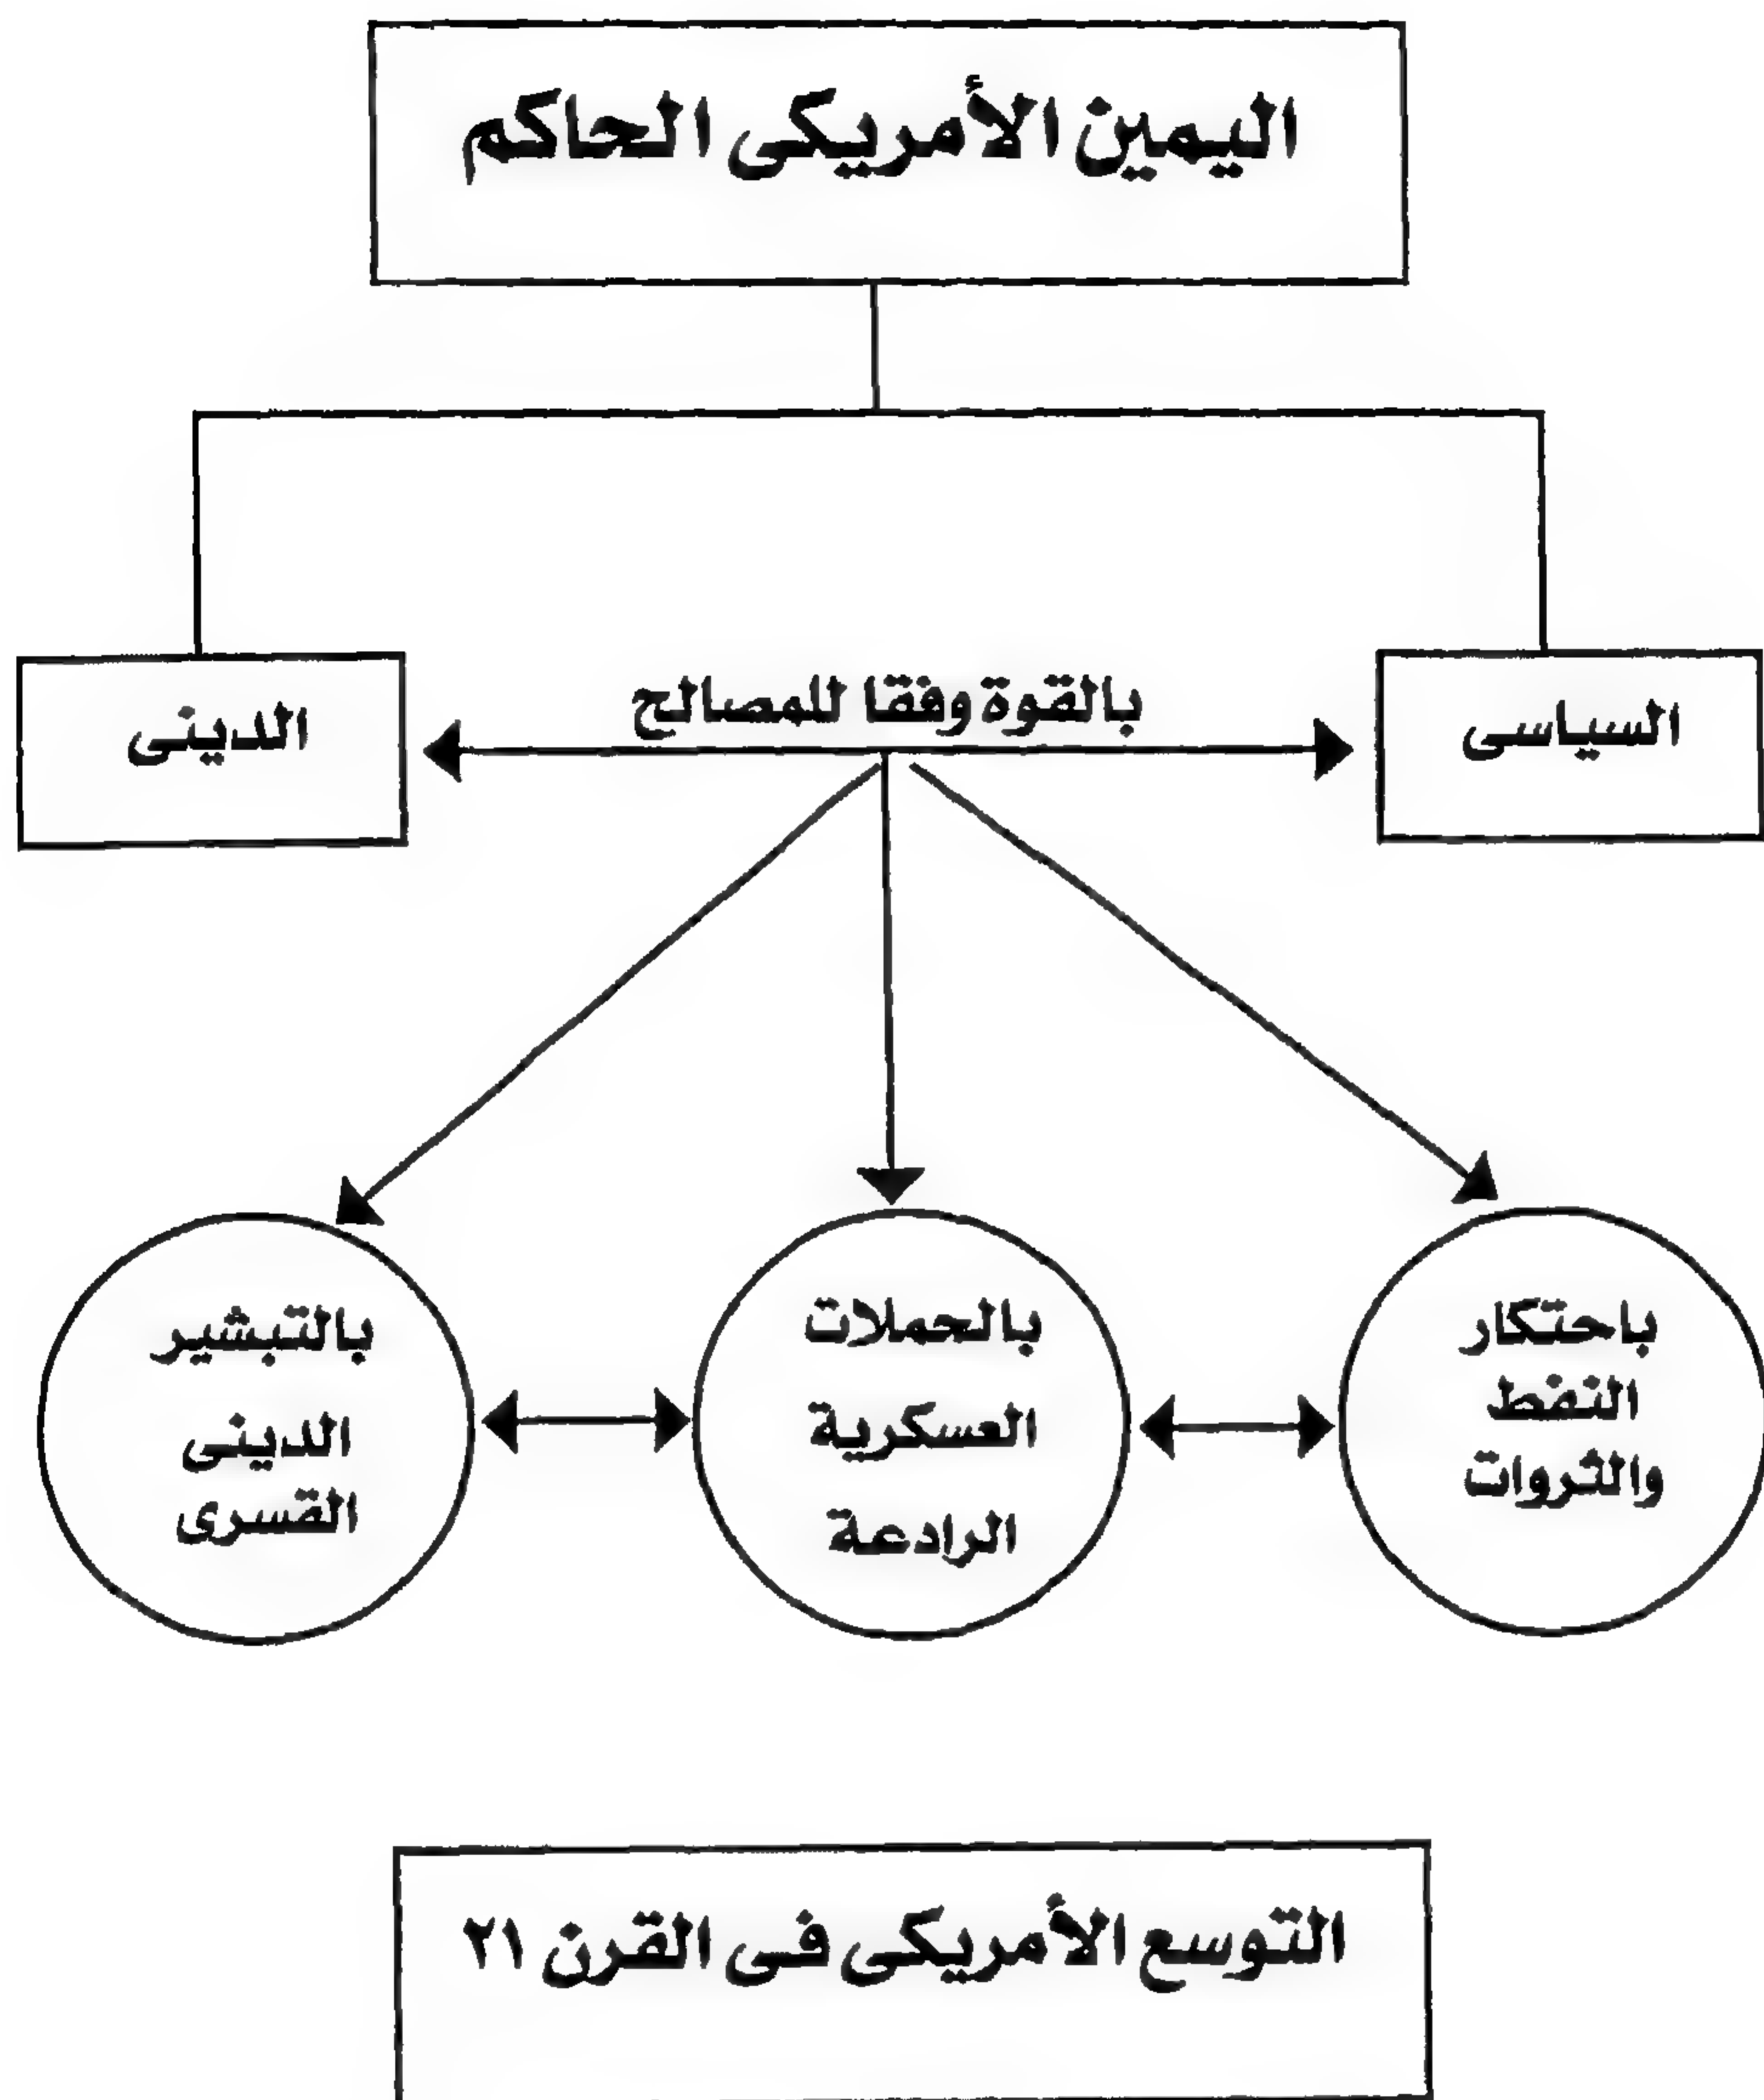 اليمين الأمريكى الحاكم
السياسى
بالقوة وفقا للمصالح
الدينى
باحتكار
النفط
والثروات
بالحملات
العسكرية
الرادعة
بالتبشير
الدينى
القسرى
التوسع الأمريكى فى القرن ٢١